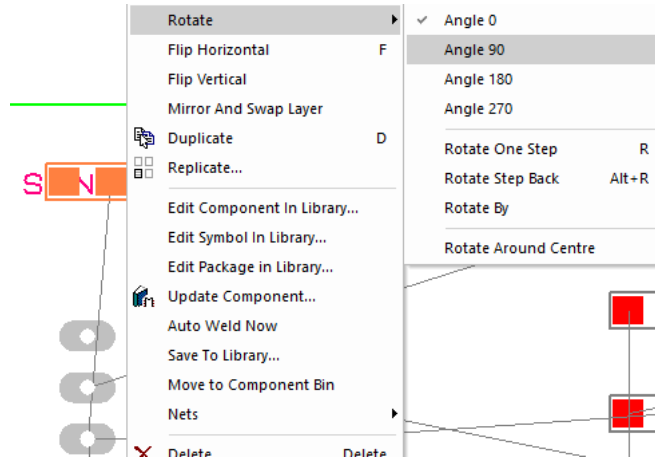 Rotate
Flip Horizontal F
Flip Vertical
Mirror And Swap Layer
Duplicate D
Replicate...
Edit Component In Library...
Edit Symbol In Library...
Edit Package in Library...
Update Component...
Auto Weld Now
Save To Library...
Move to Component Bin
Nets
Delete Delete
Angle 0
Angle 90
Angle 180
Angle 270
Rotate One Step R
Rotate Step Back Alt+R
Rotate By
Rotate Around Centre
S N